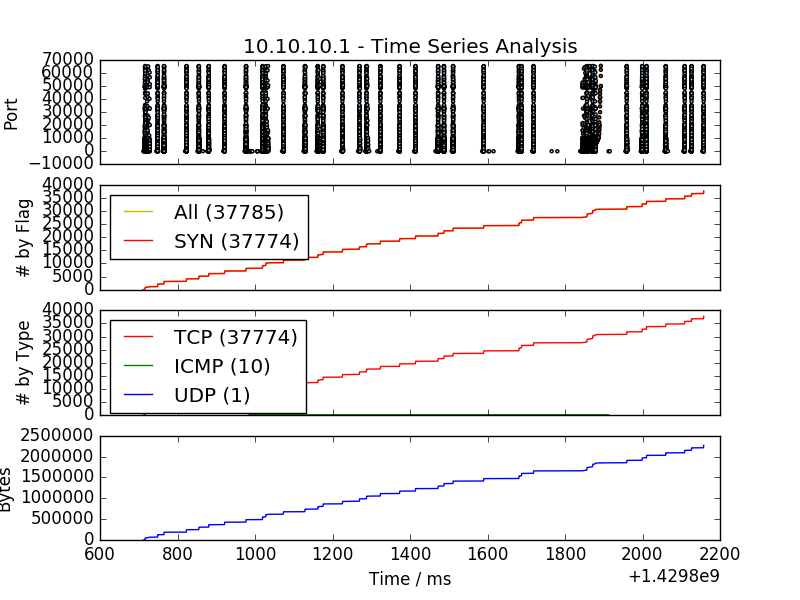 10.10.10.1 - Time Series Analysis
70000
60000
50000
40000
30000
20000
10000
0
−10000
Port
40000
35000
30000
25000
20000
15000
10000
5000
0
# by Flag
All (37785)
SYN (37774)
40000
35000
30000
25000
20000
15000
10000
5000
0
# by Type
TCP (37774)
ICMP (10)
UDP (1)
2500000
2000000
1500000
1000000
500000
0
Bytes
600 800 1000 1200 1400 1600 1800 2000 2200
Time / ms
+1.4298e9